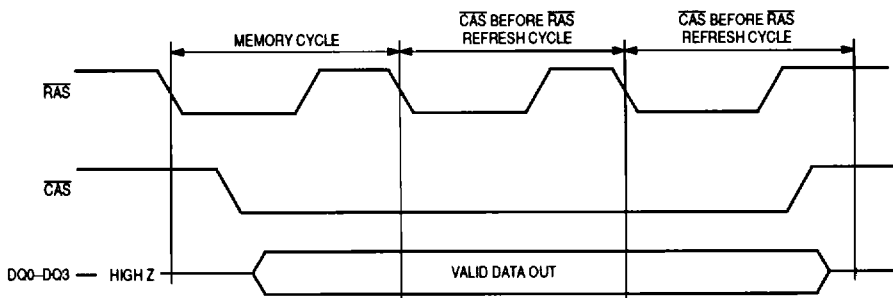 MEMORY CYCLE
CAS BEFORE RAS
REFRESH CYCLE
CAS BEFORE RAS
REFRESH CYCLE
RAS
CAS
DQ0–DQ3 — HIGH Z
VALID DATA OUT